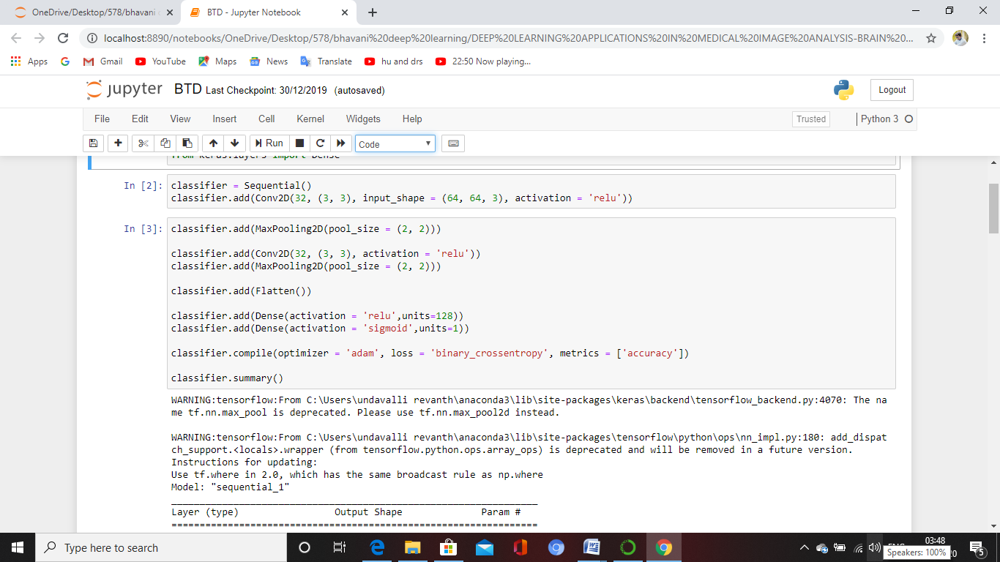 OneDrive/Desktop/578/bhavani
BTD - Jupyter Notebook
localhost:8890/notebooks/OneDrive/Desktop/578/bhavani%20deep%20learning/DEEP%20LEARNING%20APPLICATIONS%20IN%20MEDICAL%20IMAGE%20ANALYSIS-BRAIN%20...
Apps Gmail YouTube Maps News Translate hu and drs 22:50 Now playing...
jupyter BTD Last Checkpoint: 30/12/2019 (autosaved)
Logout
File Edit View Insert Cell Kernel Widgets Help
Trusted Python 3
Run Code
from keras.layers import Dense
In [2]: classifier = Sequential()
classifier.add(Conv2D(32, (3, 3), input_shape = (64, 64, 3), activation = 'relu'))
In [3]: classifier.add(MaxPooling2D(pool_size = (2, 2)))
classifier.add(Conv2D(32, (3, 3), activation = 'relu'))
classifier.add(MaxPooling2D(pool_size = (2, 2)))
classifier.add(Flatten())
classifier.add(Dense(activation = 'relu',units=128))
classifier.add(Dense(activation = 'sigmoid',units=1))
classifier.compile(optimizer = 'adam', loss = 'binary_crossentropy', metrics = ['accuracy'])
classifier.summary()
WARNING:tensorflow:From C:\Users\undavalli revanth\anaconda3\lib\site-packages\keras\backend\tensorflow_backend.py:4070: The na
me tf.nn.max_pool is deprecated. Please use tf.nn.max_pool2d instead.
WARNING:tensorflow:From C:\Users\undavalli revanth\anaconda3\lib\site-packages\tensorflow\python\ops\nn_impl.py:180: add_dispat
ch_support.<locals>.wrapper (from tensorflow.python.ops.array_ops) is deprecated and will be removed in a future version.
Instructions for updating:
Use tf.where in 2.0, which has the same broadcast rule as np.where
Model: "sequential_1"
_________________________________________________________________
Layer (type) Output Shape Param #
=================================================================
Type here to search
03:48
Speakers: 100%
5